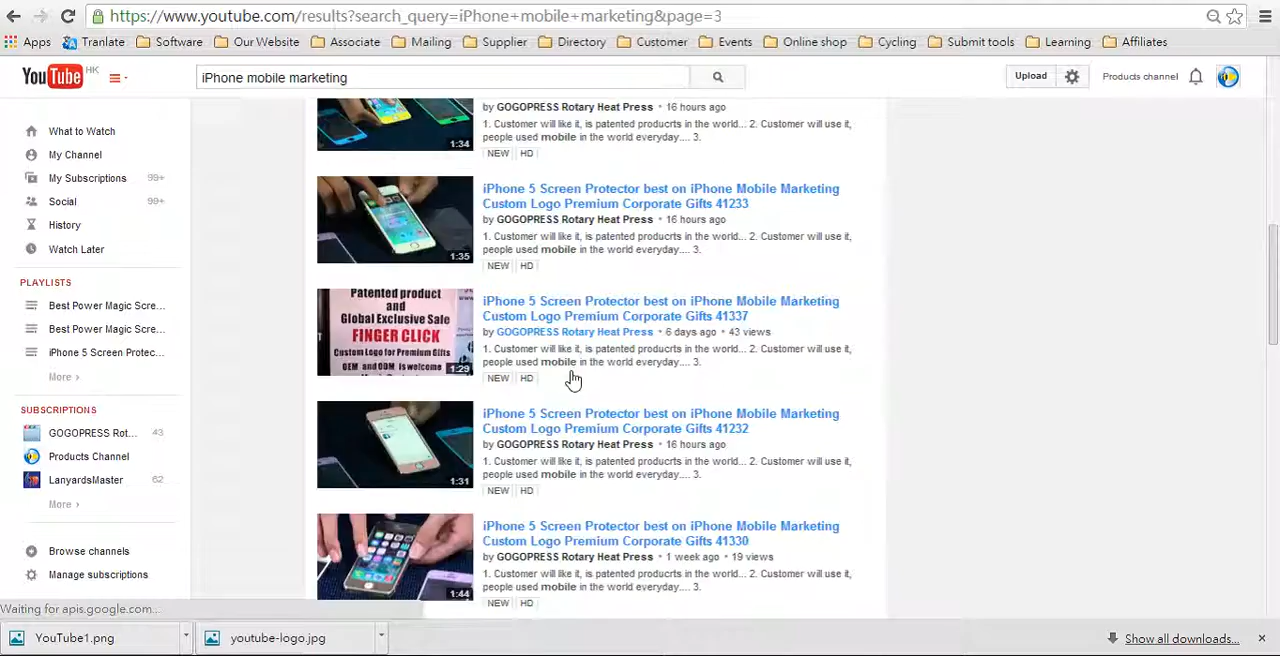 https://www.youtube.com/results?search_query=iPhone+mobile+marketing&page=3
Apps Tranlate Software Our Website Associate Mailing Supplier Directory Customer Events Online shop Cycling Submit tools Learning Affiliates
YouTube HK
iPhone mobile marketing
Upload
Products channel
What to Watch
My Channel
My Subscriptions 99+
Social 99+
History
Watch Later
PLAYLISTS
Best Power Magic Scre...
Best Power Magic Scre...
iPhone 5 Screen Protec...
More ›
SUBSCRIPTIONS
GOGOPRESS Rot... 43
Products Channel
LanyardsMaster 62
More ›
Browse channels
Manage subscriptions
1:34
by GOGOPRESS Rotary Heat Press • 16 hours ago
1. Customer will like it, is patented producrts in the world... 2. Customer will use it,
people used mobile in the world everyday.... 3.
NEW HD
1:35
iPhone 5 Screen Protector best on iPhone Mobile Marketing
Custom Logo Premium Corporate Gifts 41233
by GOGOPRESS Rotary Heat Press • 16 hours ago
1. Customer will like it, is patented producrts in the world... 2. Customer will use it,
people used mobile in the world everyday.... 3.
NEW HD
Patented product
and
Global Exclusive Sale
FINGER CLICK
Custom Logo for Premium Gifts
OEM and ODM is welcome
1:29
iPhone 5 Screen Protector best on iPhone Mobile Marketing
Custom Logo Premium Corporate Gifts 41337
by GOGOPRESS Rotary Heat Press • 6 days ago • 43 views
1. Customer will like it, is patented producrts in the world... 2. Customer will use it,
people used mobile in the world everyday.... 3.
NEW HD
1:31
iPhone 5 Screen Protector best on iPhone Mobile Marketing
Custom Logo Premium Corporate Gifts 41232
by GOGOPRESS Rotary Heat Press • 16 hours ago
1. Customer will like it, is patented producrts in the world... 2. Customer will use it,
people used mobile in the world everyday.... 3.
NEW HD
1:44
iPhone 5 Screen Protector best on iPhone Mobile Marketing
Custom Logo Premium Corporate Gifts 41330
by GOGOPRESS Rotary Heat Press • 1 week ago • 19 views
1. Customer will like it, is patented producrts in the world... 2. Customer will use it,
people used mobile in the world everyday.... 3.
NEW HD
Waiting for apis.google.com...
YouTube1.png
youtube-logo.jpg
Show all downloads...